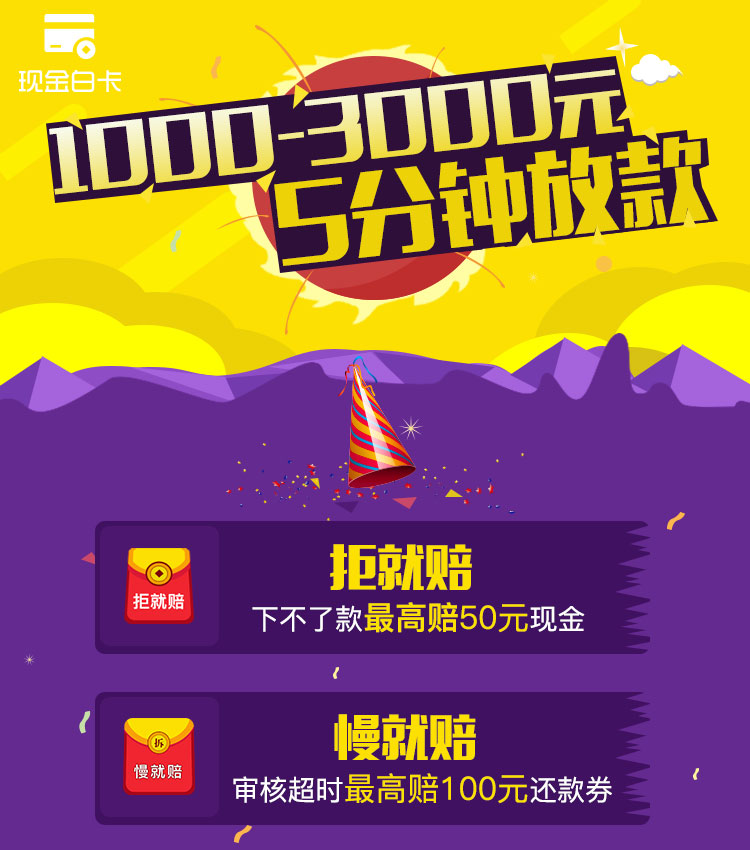 现金白卡
1000-3000元
5分钟放款
拒就赔
拒就赔
下不了款最高赔50元现金
慢就赔
拆
慢就赔
审核超时最高赔100元还款券